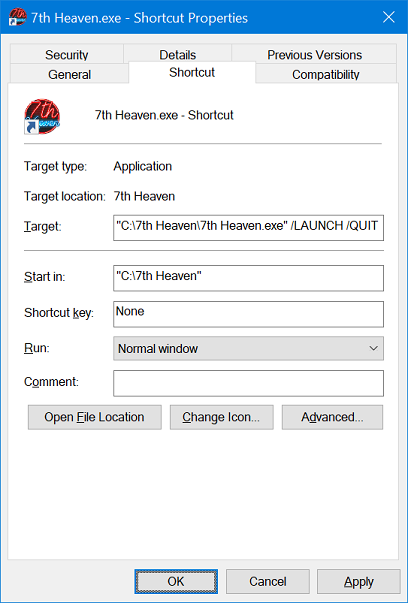 7th Heaven.exe - Shortcut Properties
Security Details Previous Versions
General Shortcut Compatibility
7th
Heaven
7th Heaven.exe - Shortcut
Target type: Application
Target location: 7th Heaven
Target: "C:\7th Heaven\7th Heaven.exe" /LAUNCH /QUIT
Start in: "C:\7th Heaven"
Shortcut key: None
Run: Normal window
Comment:
Open File Location Change Icon... Advanced...
OK Cancel Apply